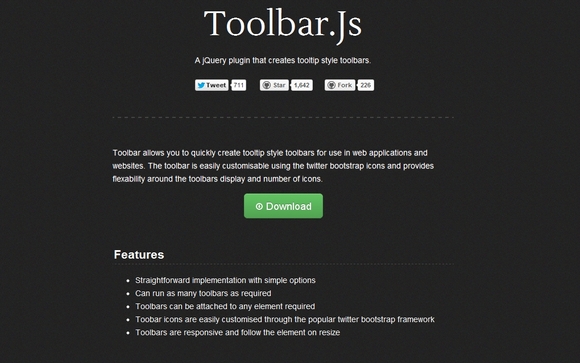 Toolbar.Js
A jQuery plugin that creates tooltip style toolbars.
Tweet 711 Star 1,642 Fork 226
Toolbar allows you to quickly create tooltip style toolbars for use in web applications and
websites. The toolbar is easily customisable using the twitter bootstrap icons and provides
flexability around the toolbars display and number of icons.
Download
Features
Straightforward implementation with simple options
Can run as many toolbars as required
Toolbars can be attached to any element required
Toobar icons are easily customised through the popular twitter bootstrap framework
Toolbars are responsive and follow the element on resize